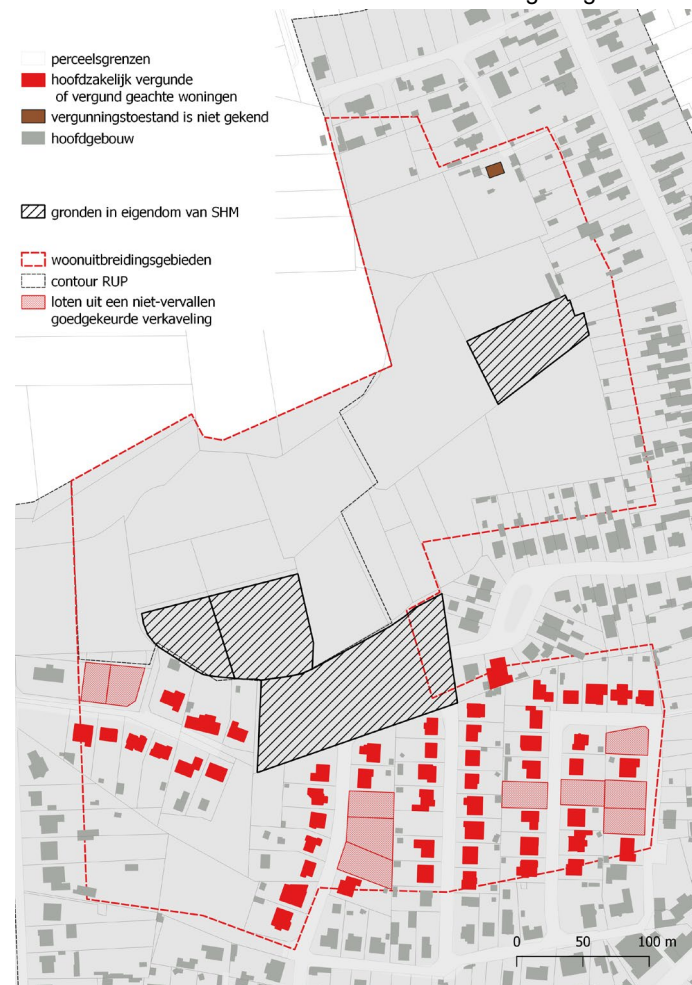 perceelsgrenzen
hoofdzakelijk vergunde
of vergund geachte woningen
vergunningstoestand is niet gekend
hoofdgebouw
gronden in eigendom van SHM
woonuitbreidingsgebieden
contour RUP
loten uit een niet-vervallen
goedgekeurde verkaveling
0 50 100 m